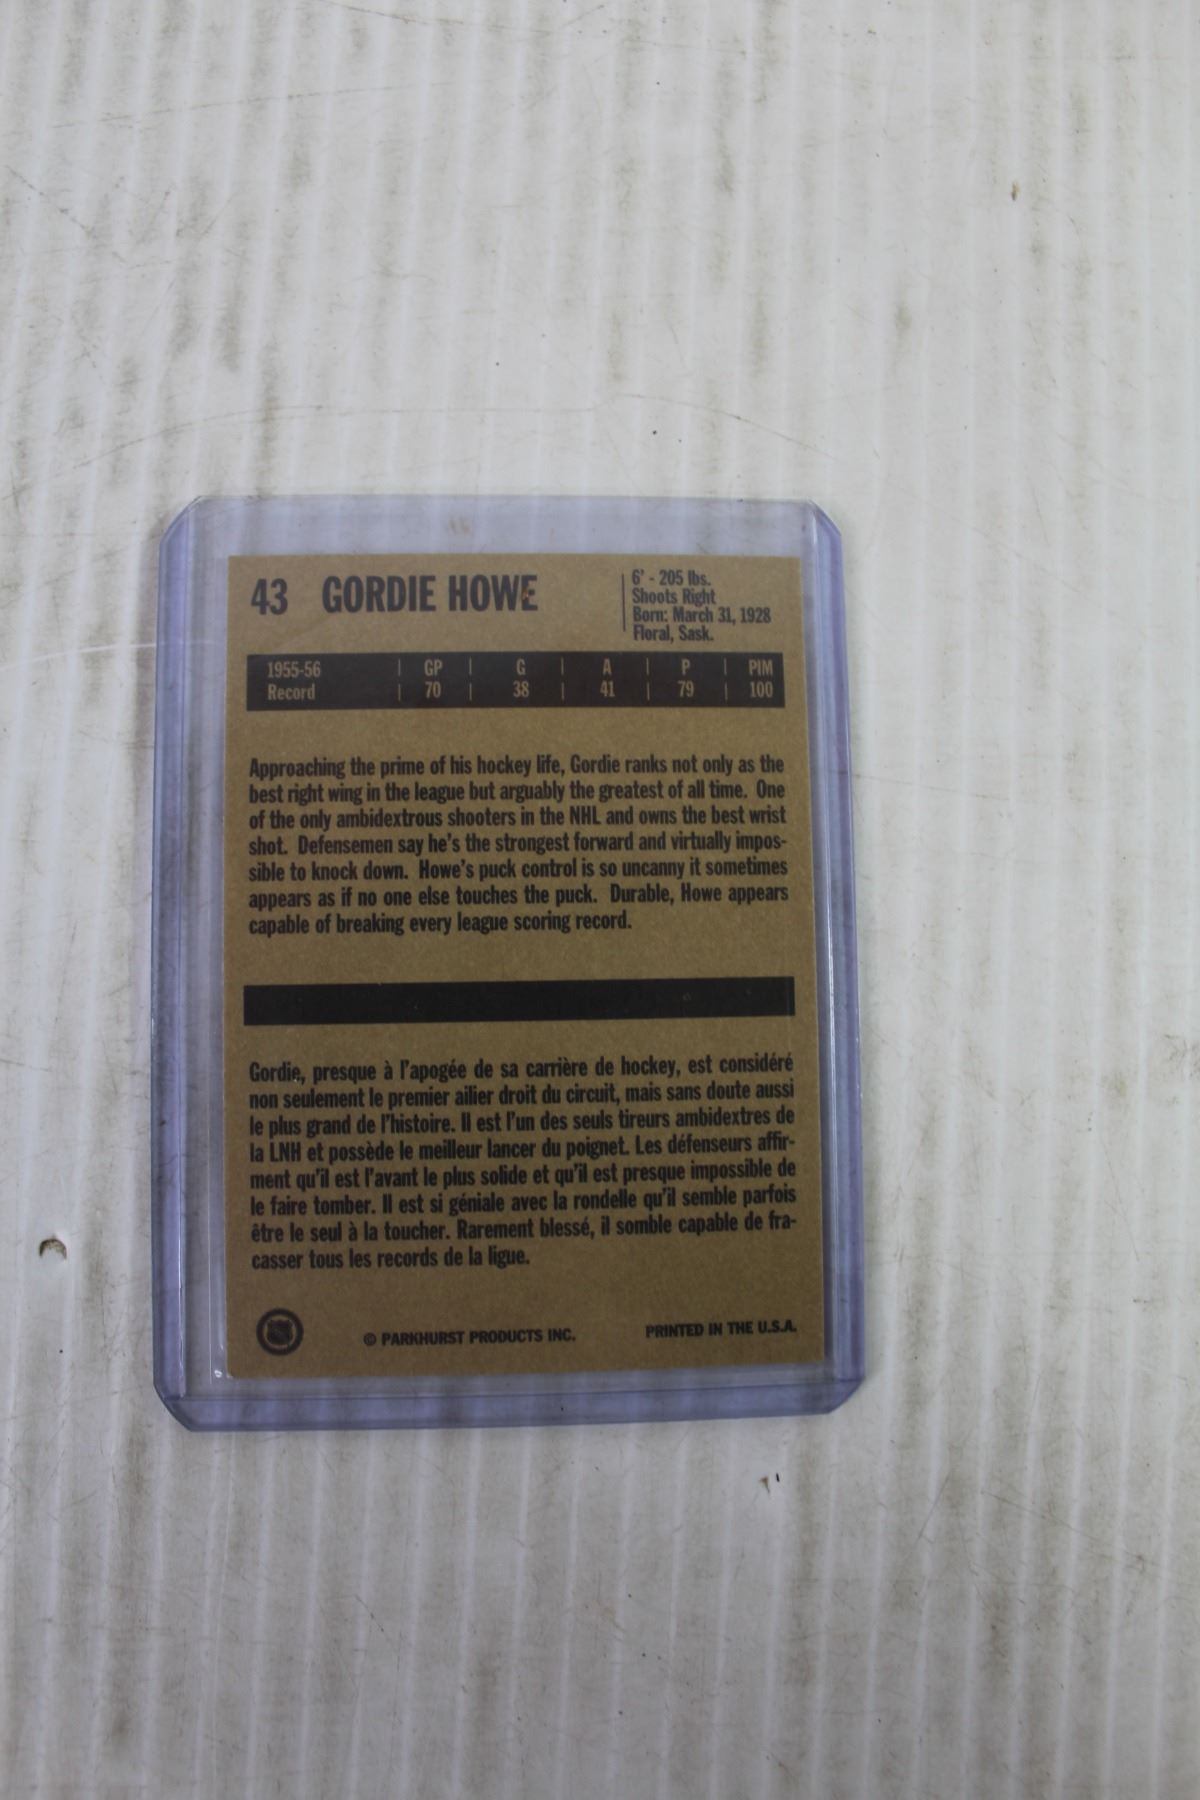 43 GORDIE HOWE
6' - 205 lbs.
Shoots Right
Born: March 31, 1928
Floral, Sask.
1955-56 | GP | G | A | P | PIM
Record | 70 | 38 | 41 | 79 | 100
Approaching the prime of his hockey life, Gordie ranks not only as the
best right wing in the league but arguably the greatest of all time. One
of the only ambidextrous shooters in the NHL and owns the best wrist
shot. Defensemen say he's the strongest forward and virtually impos-
sible to knock down. Howe's puck control is so uncanny it sometimes
appears as if no one else touches the puck. Durable, Howe appears
capable of breaking every league scoring record.
Gordie, presque à l'apogée de sa carrière de hockey, est considéré
non seulement le premier ailier droit du circuit, mais sans doute aussi
le plus grand de l'histoire. Il est l'un des seuls tireurs ambidextres de
la LNH et possède le meilleur lancer du poignet. Les défenseurs affir-
ment qu'il est l'avant le plus solide et qu'il est presque impossible de
le faire tomber. Il est si géniale avec la rondelle qu'il semble parfois
être le seul à la toucher. Rarement blessé, il somble capable de fra-
casser tous les records de la ligue.
© PARKHURST PRODUCTS INC.
PRINTED IN THE U.S.A.